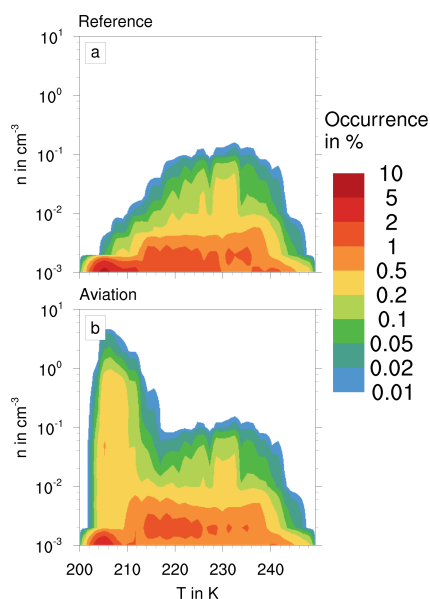 Reference
a
10¹
10⁰
10⁻¹
10⁻²
10⁻³
n in cm⁻³
Occurrence
in %
10
5
2
1
0.5
0.2
0.1
0.05
0.02
0.01
Aviation
b
10¹
10⁰
10⁻¹
10⁻²
10⁻³
n in cm⁻³
200 210 220 230 240
T in K